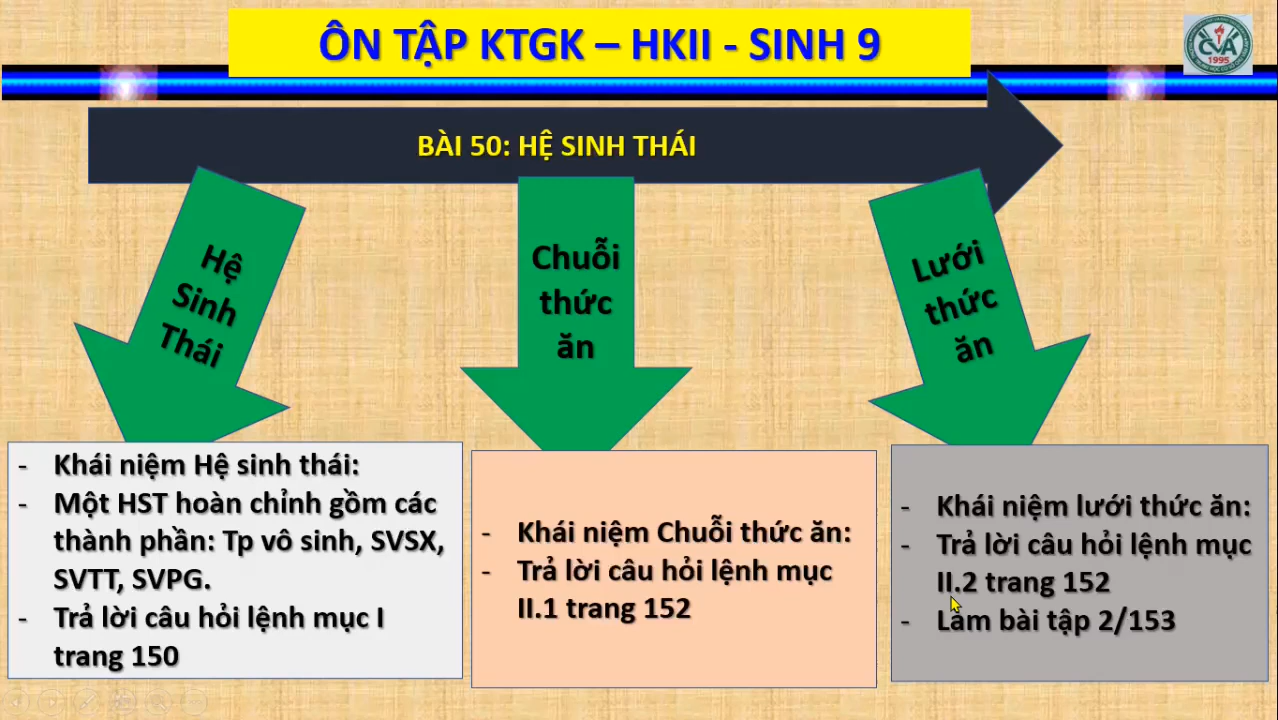 ÔN TẬP KTGK – HKII - SINH 9
CVA
1995
BÀI 50: HỆ SINH THÁI
Hệ
Sinh
Thái
Chuỗi
thức
ăn
Lưới
thức
ăn
- Khái niệm Hệ sinh thái:
- Một HST hoàn chỉnh gồm các
thành phần: Tp vô sinh, SVSX,
SVTT, SVPG.
- Trả lời câu hỏi lệnh mục I
trang 150
- Khái niệm Chuỗi thức ăn:
- Trả lời câu hỏi lệnh mục
II.1 trang 152
- Khái niệm lưới thức ăn:
- Trả lời câu hỏi lệnh mục
II.2 trang 152
- Làm bài tập 2/153